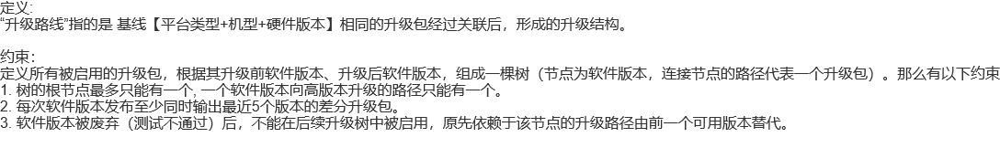 定义:
“升级路线”指的是 基线【平台类型+机型+硬件版本】相同的升级包经过关联后，形成的升级结构。
约束：
定义所有被启用的升级包，根据其升级前软件版本、升级后软件版本，组成一棵树（节点为软件版本，连接节点的路径代表一个升级包）。那么有以下约束
1. 树的根节点最多只能有一个, 一个软件版本向高版本升级的路径只能有一个。
2. 每次软件版本发布至少同时输出最近5个版本的差分升级包。
3. 软件版本被废弃（测试不通过）后，不能在后续升级树中被启用，原先依赖于该节点的升级路径由前一个可用版本替代。